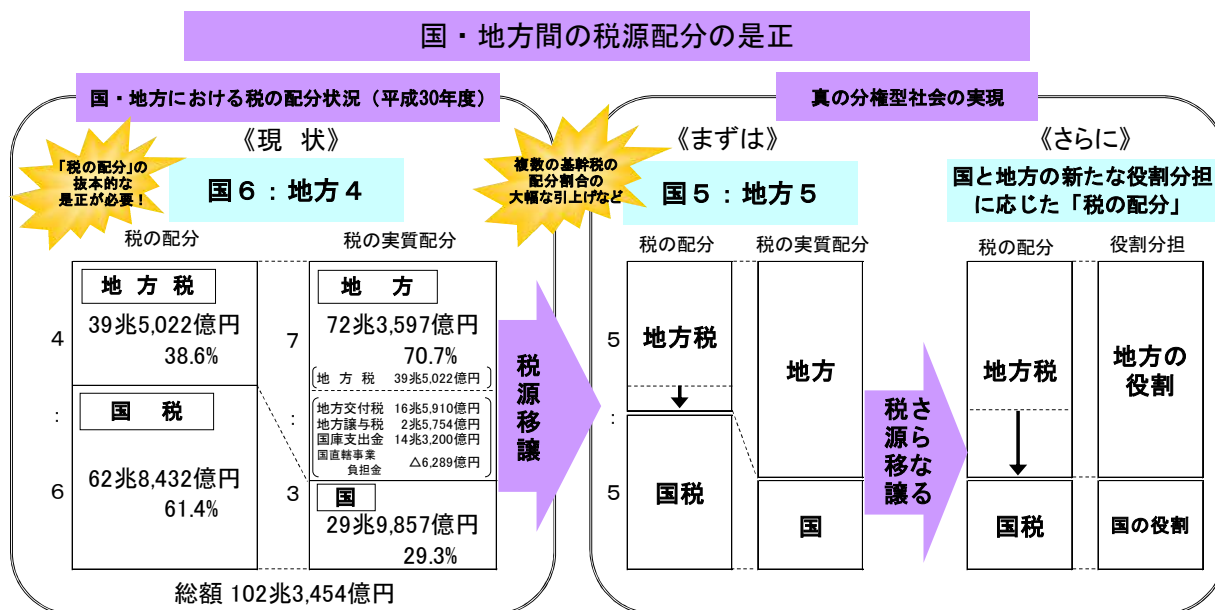 国・地方間の税源配分の是正
国・地方における税の配分状況（平成30年度）
《現　状》
「税の配分」の
抜本的な
是正が必要！
国６：地方４
税の配分
税の実質配分
4
：
6
地 方 税
39兆5,022億円
38.6%
国　税
62兆8,432億円
61.4%
7
：
3
地　方
72兆3,597億円
70.7%
地 方 税　39兆5,022億円
地方交付税 16兆5,910億円
地方譲与税 2兆5,754億円
国庫支出金 14兆3,200億円
国直轄事業
負担金　△6,289億円
国
29兆9,857億円
29.3%
総額 102兆3,454億円
税源移譲
真の分権型社会の実現
複数の基幹税の
配分割合の
大幅な引上げなど
《まずは》
国５：地方５
税の配分
税の実質配分
5
：
5
地方税
国税
地方
国
さらなる
税源移譲
《さらに》
国と地方の新たな役割分担
に応じた「税の配分」
税の配分
役割分担
地方税
国税
地方の
役割
国の役割